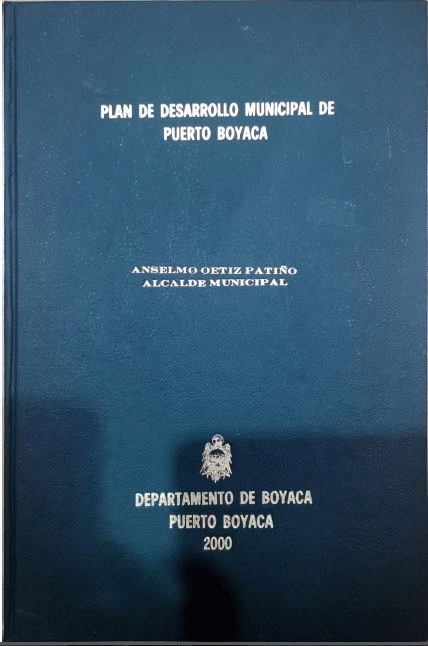 PLAN DE DESARROLLO MUNICIPAL DE
PUERTO BOYACA
ANSELMO OETIZ PATIÑO
ALCALDE MUNICIPAL
DEPARTAMENTO DE BOYACA
PUERTO BOYACA
2000